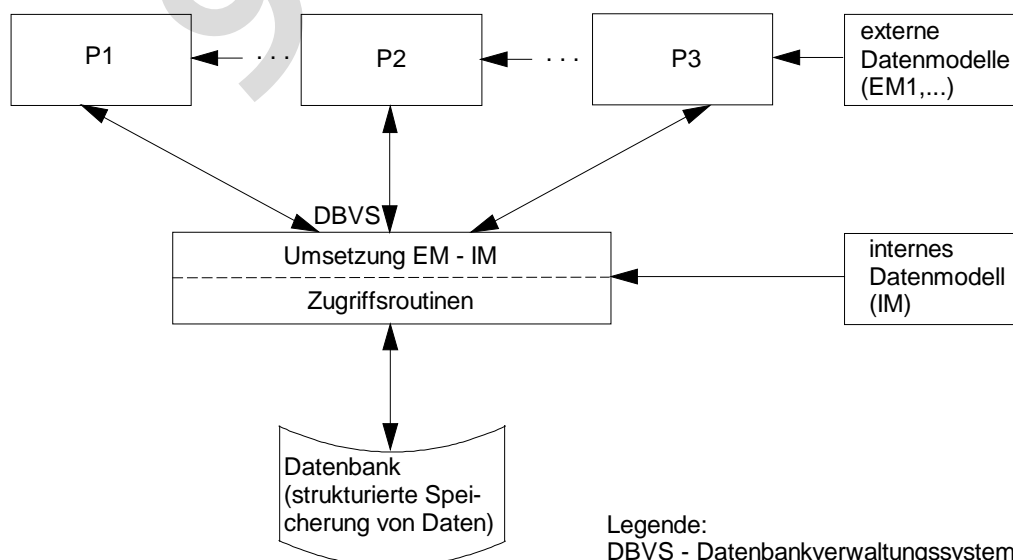 P1
. . .
P2
. . .
P3
externe
Datenmodelle
(EM1,...)
DBVS
Umsetzung EM - IM
Zugriffsroutinen
internes
Datenmodell
(IM)
Datenbank
(strukturierte Spei-
cherung von Daten)
Legende:
DBVS - Datenbankverwaltungssystem